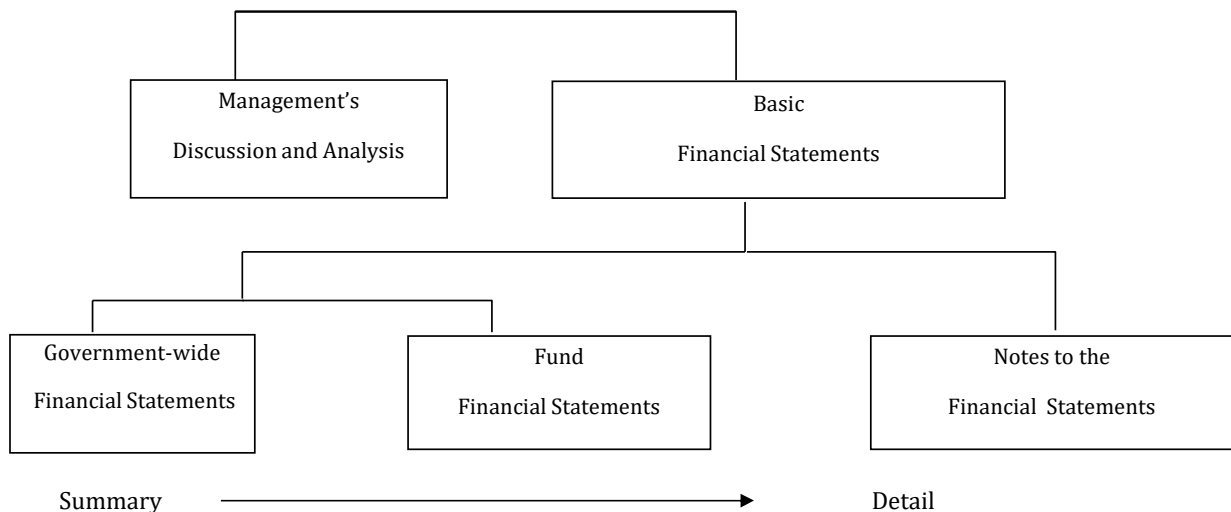 Management’s
Discussion and Analysis
Basic
Financial Statements
Government-wide
Financial Statements
Fund
Financial Statements
Notes to the
Financial Statements
Summary
Detail